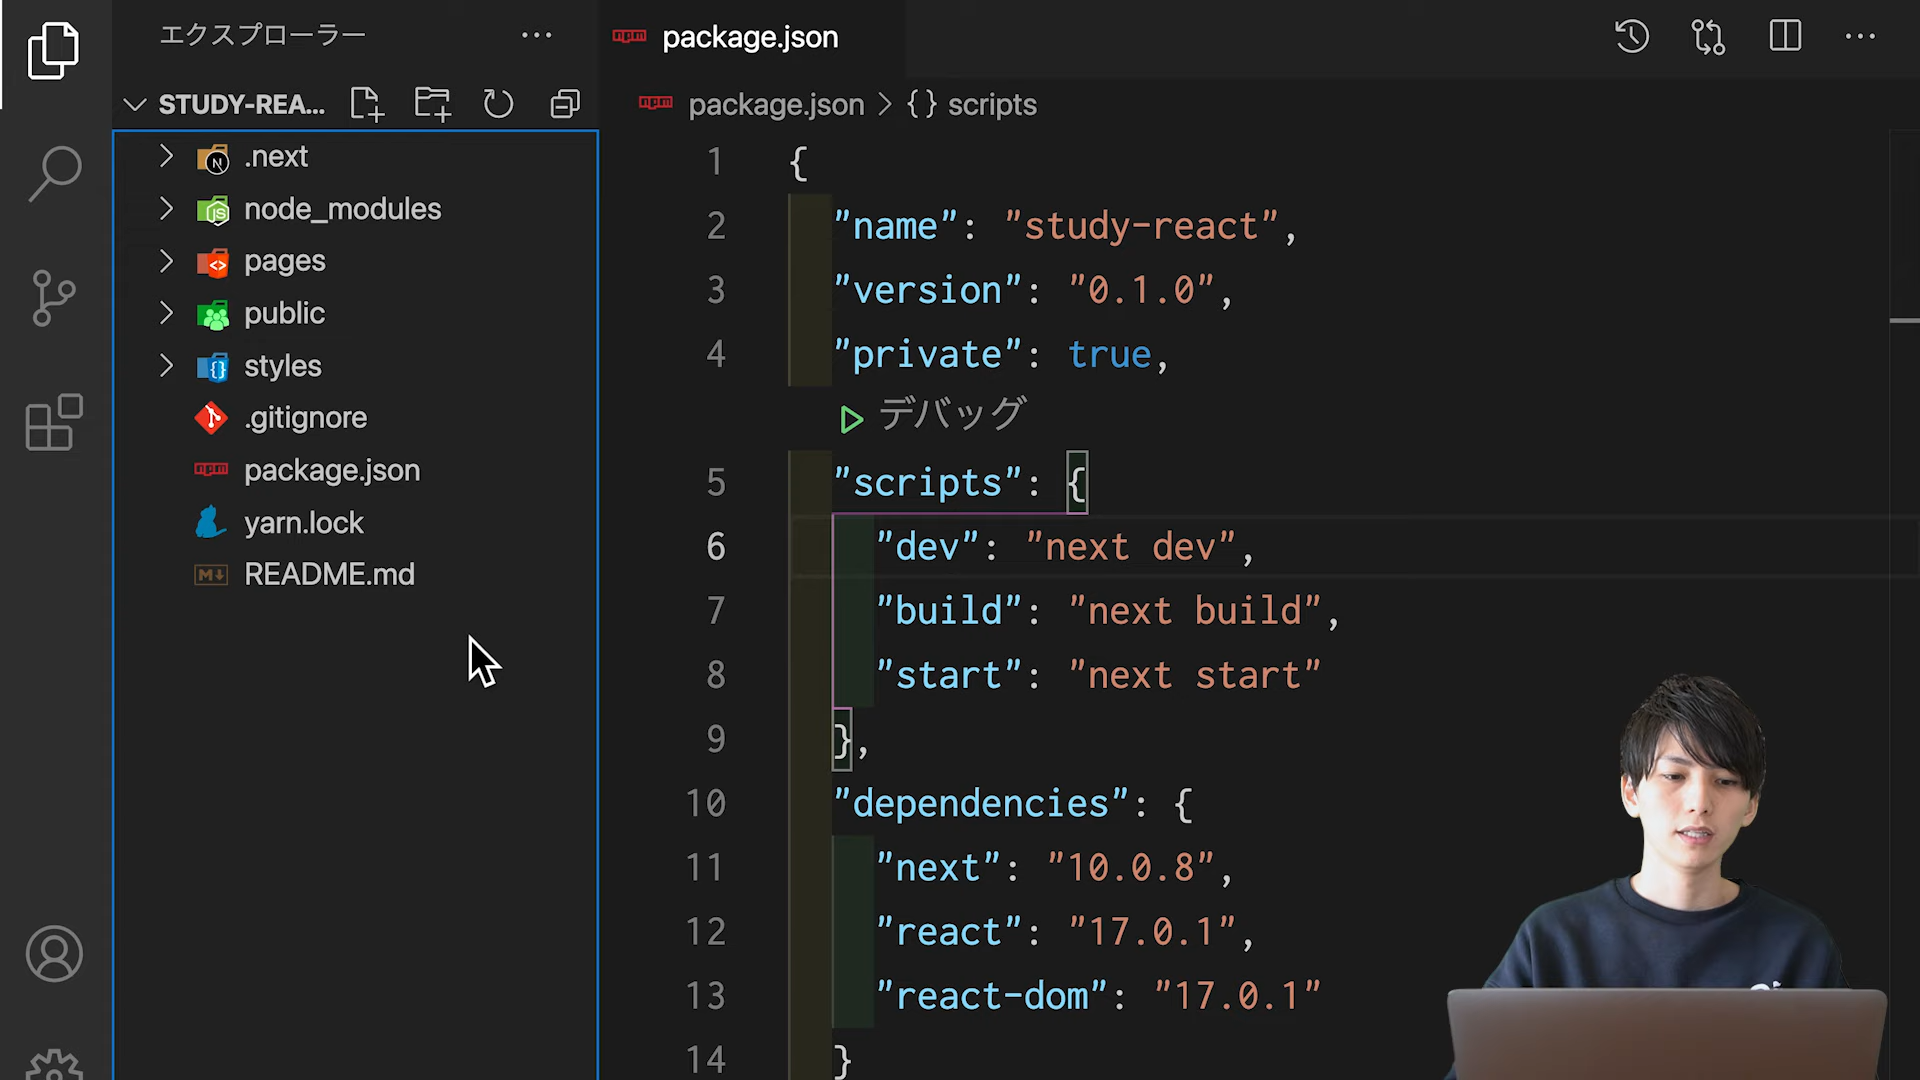 エクスプローラー
STUDY-REA...
.next
node_modules
pages
public
styles
.gitignore
package.json
yarn.lock
README.md
package.json
package.json > {} scripts
1 {
2 "name": "study-react",
3 "version": "0.1.0",
4 "private": true,
デバッグ
5 "scripts": {
6 "dev": "next dev",
7 "build": "next build",
8 "start": "next start"
9 },
10 "dependencies": {
11 "next": "10.0.8",
12 "react": "17.0.1",
13 "react-dom": "17.0.1"
14 }